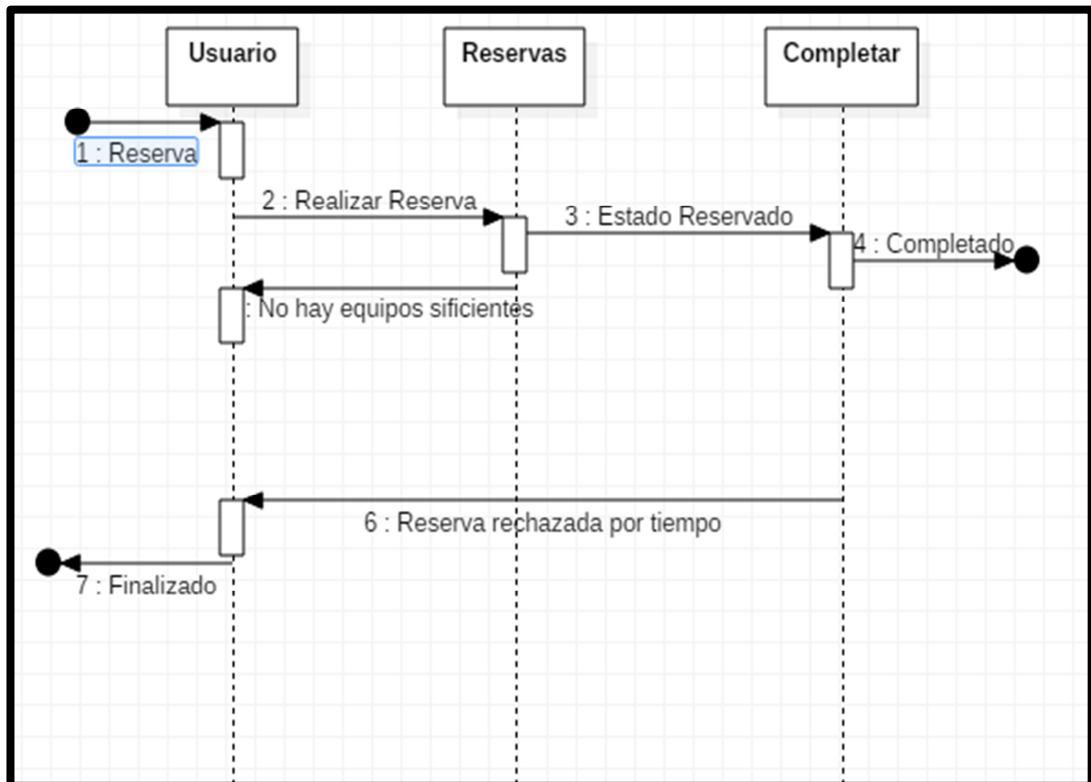 Usuario
Reservas
Completar
1 : Reserva
2 : Realizar Reserva
3 : Estado Reservado
4 : Completado
: No hay equipos sificientes
6 : Reserva rechazada por tiempo
7 : Finalizado